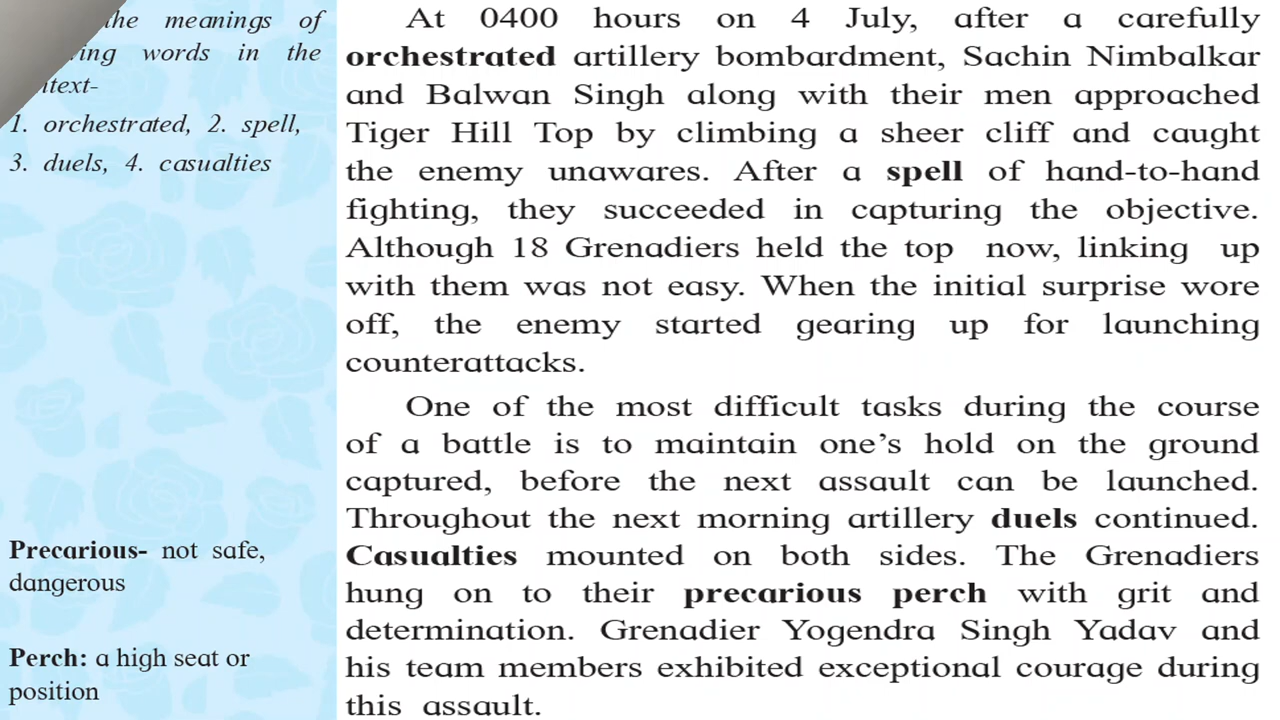 the meanings of
words in the
1. orchestrated, 2. spell,
3. duels, 4. casualties
Precarious- not safe,
dangerous
Perch: a high seat or
position
At 0400 hours on 4 July, after a carefully
orchestrated artillery bombardment, Sachin Nimbalkar
and Balwan Singh along with their men approached
Tiger Hill Top by climbing a sheer cliff and caught
the enemy unawares. After a spell of hand-to-hand
fighting, they succeeded in capturing the objective.
Although 18 Grenadiers held the top now, linking up
with them was not easy. When the initial surprise wore
off, the enemy started gearing up for launching
counterattacks.
One of the most difficult tasks during the course
of a battle is to maintain one’s hold on the ground
captured, before the next assault can be launched.
Throughout the next morning artillery duels continued.
Casualties mounted on both sides. The Grenadiers
hung on to their precarious perch with grit and
determination. Grenadier Yogendra Singh Yadav and
his team members exhibited exceptional courage during
this assault.